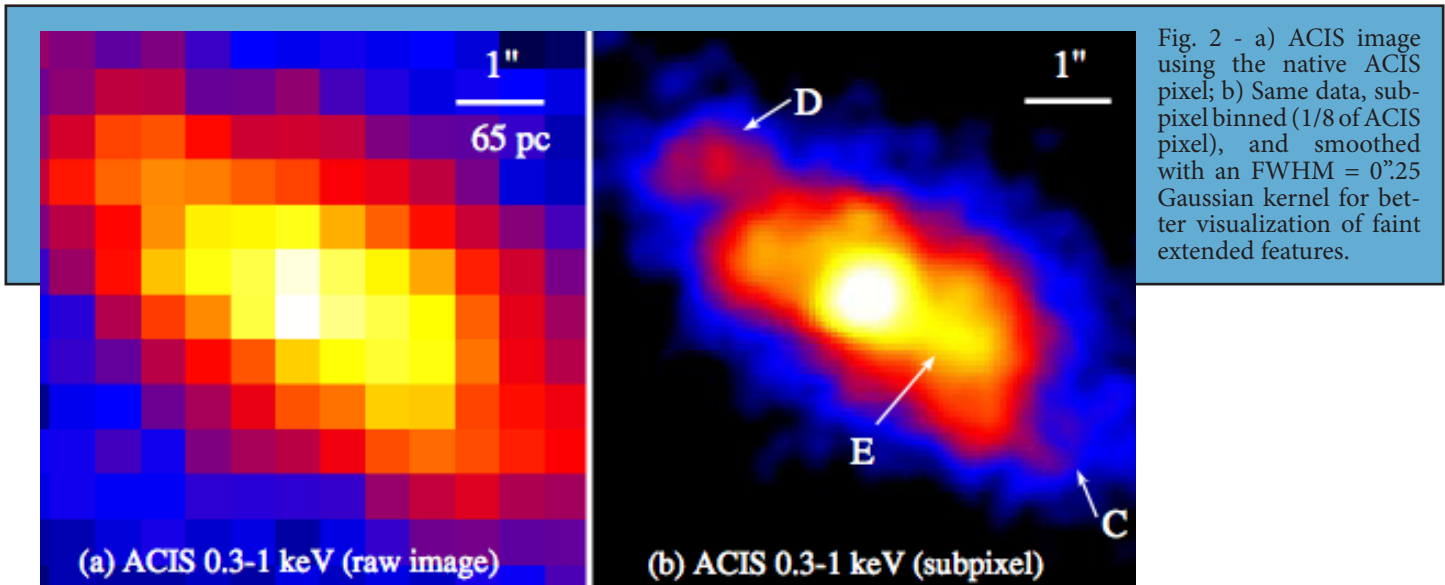 1"
65 pc
(a) ACIS 0.3-1 keV (raw image)
1"
D
E
C
(b) ACIS 0.3-1 keV (subpixel)
Fig. 2 - a) ACIS image
using the native ACIS
pixel; b) Same data, sub-
pixel binned (1/8 of ACIS
pixel), and smoothed
with an FWHM = 0".25
Gaussian kernel for bet-
ter visualization of faint
extended features.